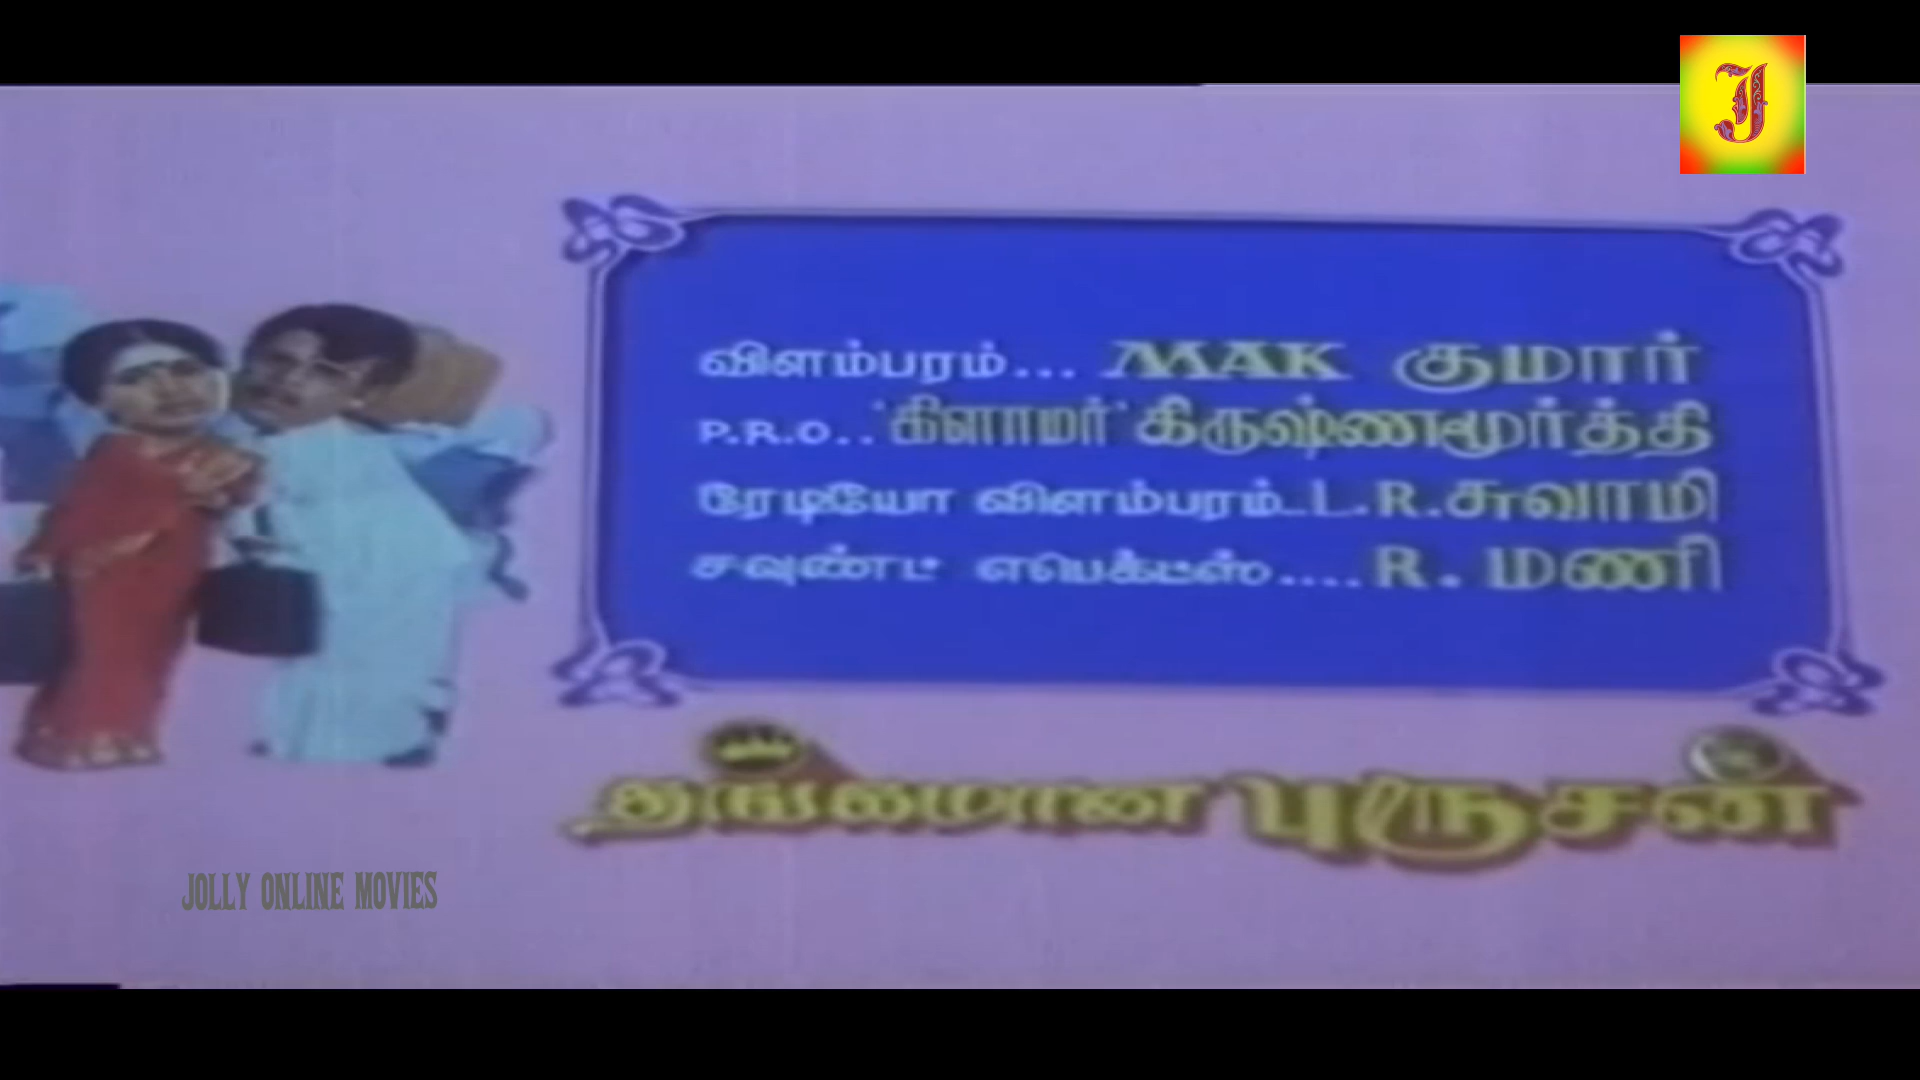 J
விளம்பரம்... MAK குமார்
P.R.O.. 'கிளாமர்' கிருஷ்ணமூர்த்தி
ரேடியோ விளம்பரம்..L.R.சுவாமி
சவுண்ட் எபெக்ட்ஸ்....R. மணி
தங்கமான புருசன்
JOLLY ONLINE MOVIES